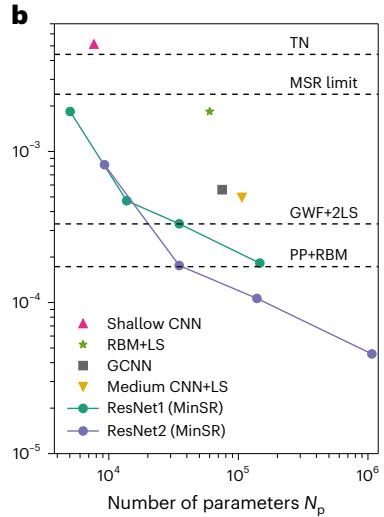 b
TN
MSR limit
10⁻³
GWF+2LS
PP+RBM
10⁻⁴
Shallow CNN
RBM+LS
GCNN
Medium CNN+LS
ResNet1 (MinSR)
ResNet2 (MinSR)
10⁻⁵
10⁴ 10⁵ 10⁶
Number of parameters Nₚ